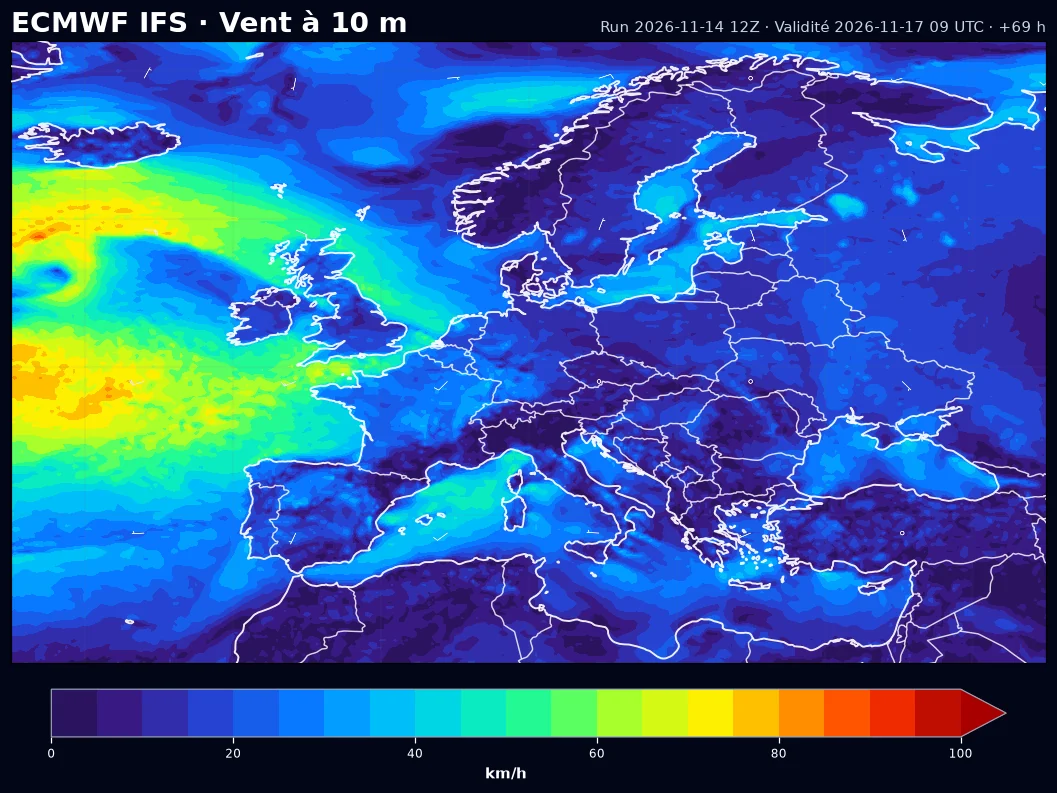 ECMWF IFS · Vent à 10 m
Run 2026-11-14 12Z · Validité 2026-11-17 09 UTC · +69 h
0 20 40 60 80 100
km/h